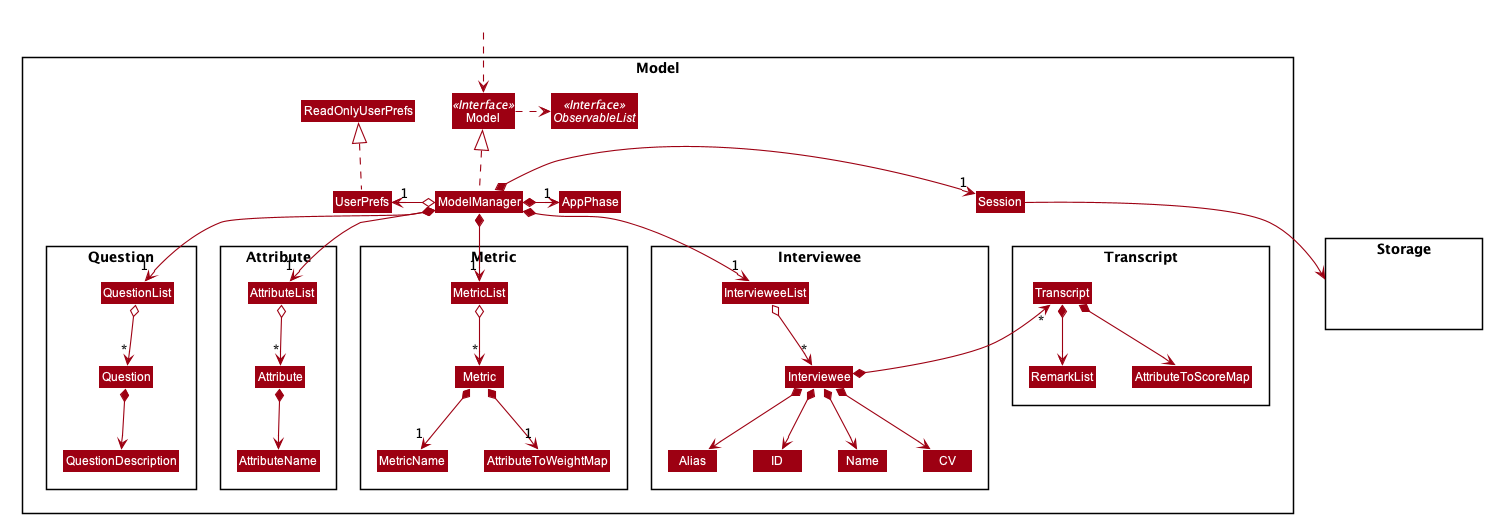 Model
ReadOnlyUserPrefs
«Interface»
Model
«Interface»
ObservableList
UserPrefs
1
ModelManager
1
AppPhase
1
Session
Question
Attribute
Metric
Interviewee
Transcript
Storage
1
QuestionList
1
AttributeList
1
MetricList
1
IntervieweeList
Transcript
*
*
*
*
*
Question
Attribute
Metric
Interviewee
RemarkList
AttributeToScoreMap
1
1
QuestionDescription
AttributeName
MetricName
AttributeToWeightMap
Alias
ID
Name
CV